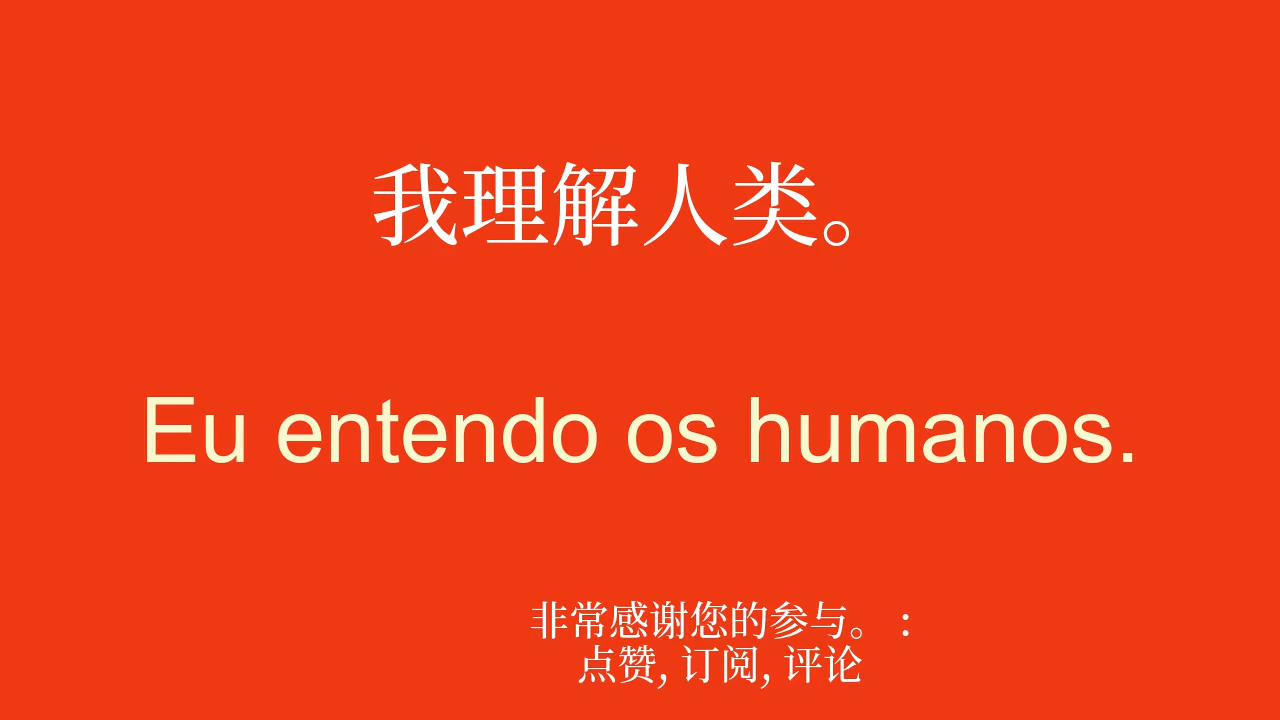 我理解人类。
Eu entendo os humanos.
非常感谢您的参与。 :
点赞, 订阅, 评论